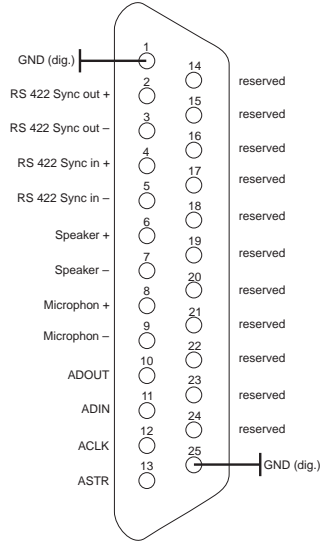 GND (dig.) 1
14 reserved
RS 422 Sync out + 2
15 reserved
RS 422 Sync out – 3
16 reserved
RS 422 Sync in + 4
17 reserved
RS 422 Sync in – 5
18 reserved
Speaker + 6
19 reserved
Speaker – 7
20 reserved
Microphon + 8
21 reserved
Microphon – 9
22 reserved
ADOUT 10
23 reserved
ADIN 11
24 reserved
ACLK 12
25 GND (dig.)
ASTR 13